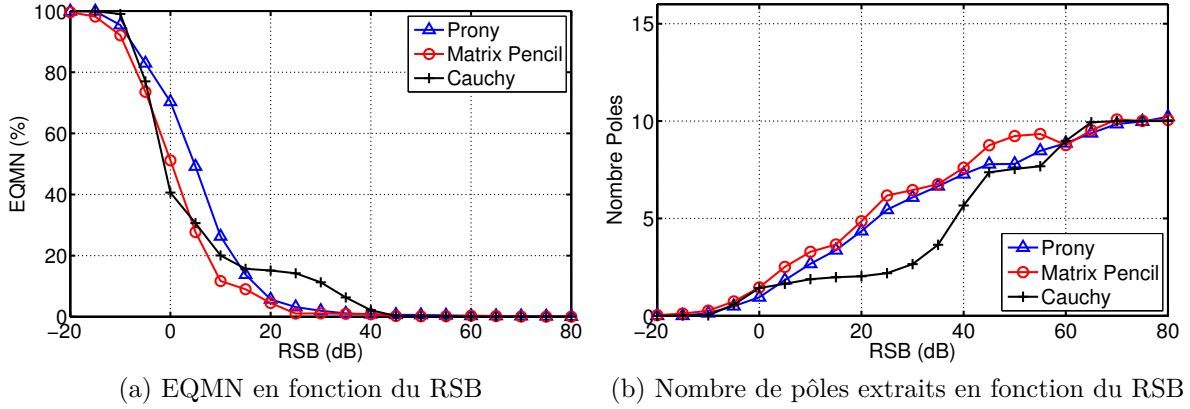 100
80
60
40
20
0
EQMN (%)
−20
0
20
40
60
80
RSB (dB)
Prony
Matrix Pencil
Cauchy
(a) EQMN en fonction du RSB
15
10
5
0
Nombre Poles
−20
0
20
40
60
80
RSB (dB)
Prony
Matrix Pencil
Cauchy
(b) Nombre de pôles extraits en fonction du RSB